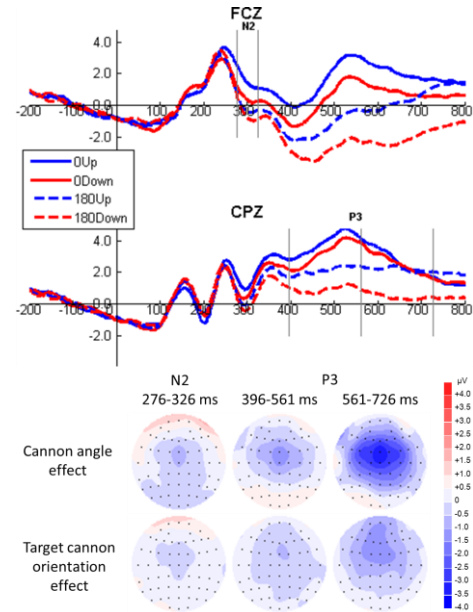 FCZ
N2
4.0
2.0
0.0
-2.0
-200
-100
100
200
300
400
500
600
700
800
0Up
0Down
180Up
180Down
CPZ
P3
4.0
2.0
0.0
-2.0
-200
-100
100
200
300
400
500
600
700
800
N2 P3
276-326 ms 396-561 ms 561-726 ms
Cannon angle
effect
Target cannon
orientation
effect
μV
+4.0
+3.5
+3.0
+2.5
+2.0
+1.5
+1.0
+0.5
0
-0.5
-1.0
-1.5
-2.0
-2.5
-3.0
-3.5
-4.0